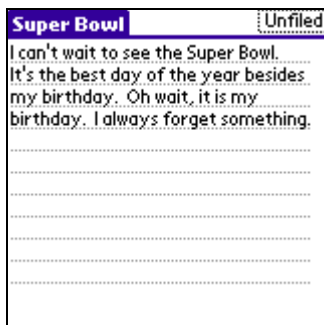 Super Bowl
Unfiled
I can't wait to see the Super Bowl.
It's the best day of the year besides
my birthday.  Oh wait, it is my
birthday.  I always forget something.